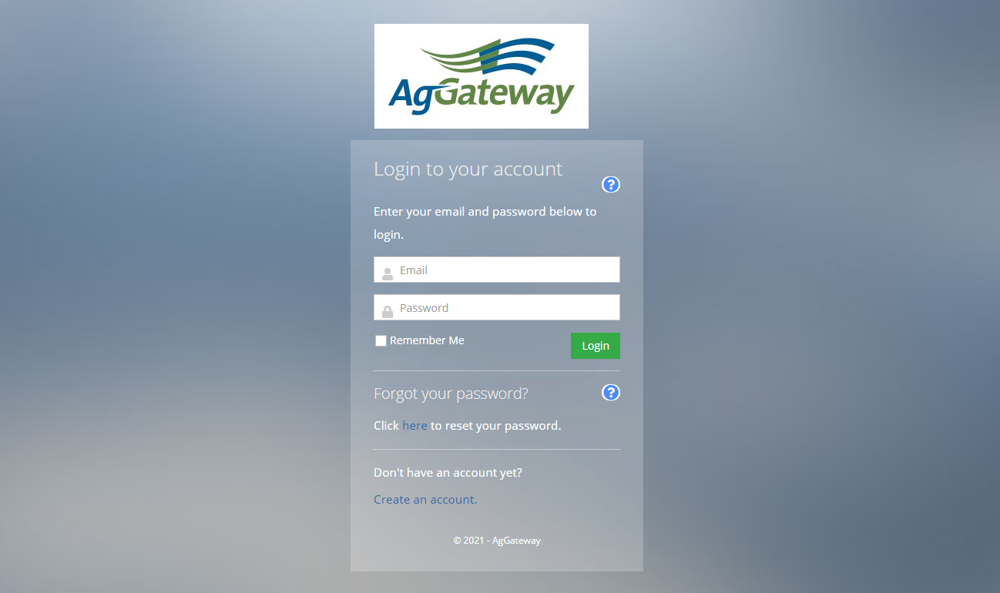 AgGateway
Login to your account
?
Enter your email and password below to
login.
Email
Password
Remember Me
Login
Forgot your password?
?
Click here to reset your password.
Don't have an account yet?
Create an account.
© 2021 - AgGateway